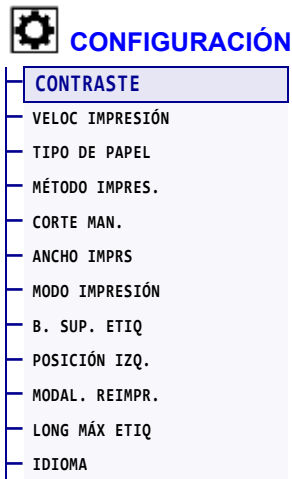 CONFIGURACIÓN
CONTRASTE
VELOC IMPRESIÓN
TIPO DE PAPEL
MÉTODO IMPRES.
CORTE MAN.
ANCHO IMPRS
MODO IMPRESIÓN
B. SUP. ETIQ
POSICIÓN IZQ.
MODAL. REIMPR.
LONG MÁX ETIQ
IDIOMA